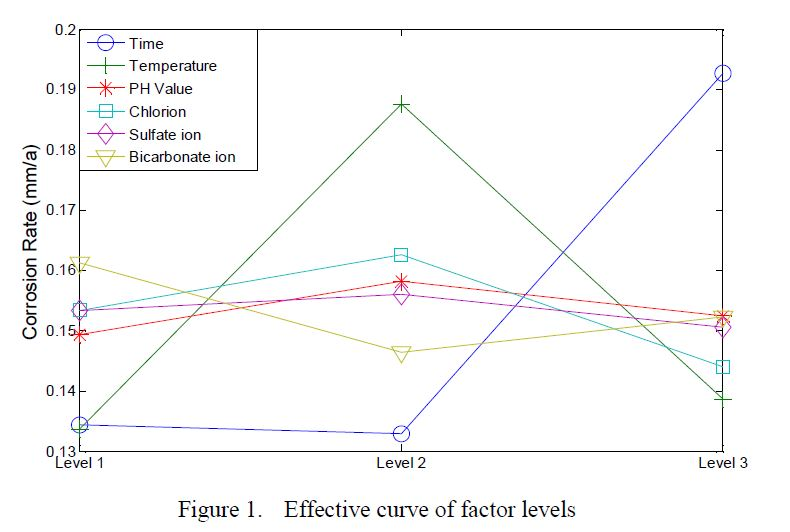 0.2
0.19
0.18
0.17
0.16
0.15
0.14
0.13
Corrosion Rate (mm/a)
Time
Temperature
PH Value
Chlorion
Sulfate ion
Bicarbonate ion
Level 1
Level 2
Level 3
Figure 1. Effective curve of factor levels